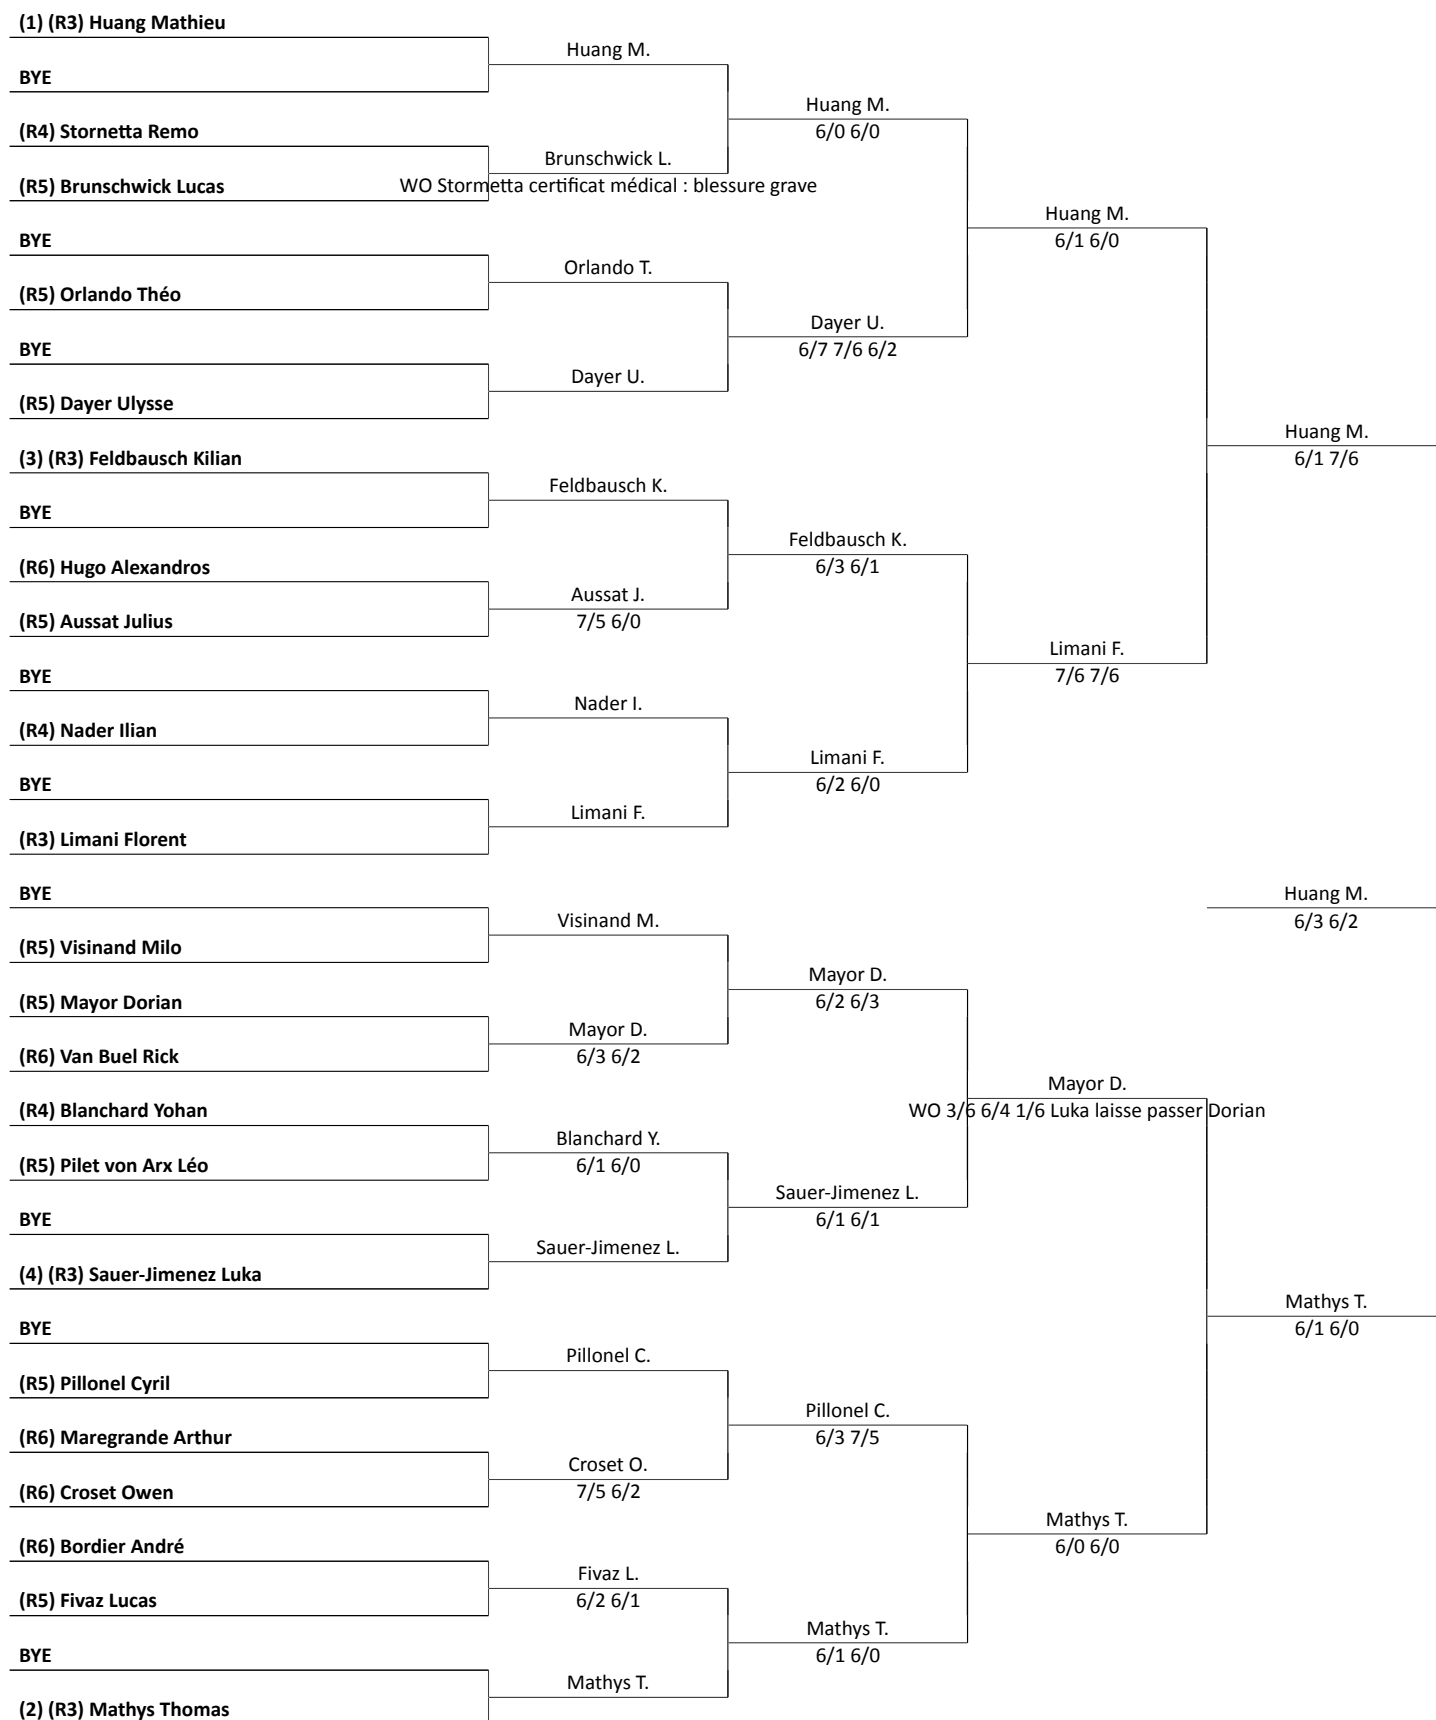 (1) (R3) Huang Mathieu
Huang M.
BYE
Huang M.
6/0 6/0
(R4) Stornetta Remo
Brunschwick L.
(R5) Brunschwick Lucas
WO Stormetta certificat médical : blessure grave
Huang M.
6/1 6/0
BYE
Orlando T.
(R5) Orlando Théo
Dayer U.
6/7 7/6 6/2
BYE
Dayer U.
(R5) Dayer Ulysse
Huang M.
6/1 7/6
(3) (R3) Feldbausch Kilian
Feldbausch K.
BYE
Feldbausch K.
6/3 6/1
(R6) Hugo Alexandros
Aussat J.
7/5 6/0
(R5) Aussat Julius
Limani F.
7/6 7/6
BYE
Nader I.
(R4) Nader Ilian
Limani F.
6/2 6/0
BYE
Limani F.
(R3) Limani Florent
BYE
Huang M.
6/3 6/2
Visinand M.
(R5) Visinand Milo
Mayor D.
6/2 6/3
(R5) Mayor Dorian
Mayor D.
6/3 6/2
(R6) Van Buel Rick
Mayor D.
WO 3/6 6/4 1/6 Luka laisse passer Dorian
(R4) Blanchard Yohan
Blanchard Y.
6/1 6/0
(R5) Pilet von Arx Léo
Sauer-Jimenez L.
6/1 6/1
BYE
Sauer-Jimenez L.
(4) (R3) Sauer-Jimenez Luka
Mathys T.
6/1 6/0
BYE
Pillonel C.
(R5) Pillonel Cyril
Pillonel C.
6/3 7/5
(R6) Maregrande Arthur
Croset O.
7/5 6/2
(R6) Croset Owen
Mathys T.
6/0 6/0
(R6) Bordier André
Fivaz L.
6/2 6/1
(R5) Fivaz Lucas
Mathys T.
6/1 6/0
BYE
Mathys T.
(2) (R3) Mathys Thomas